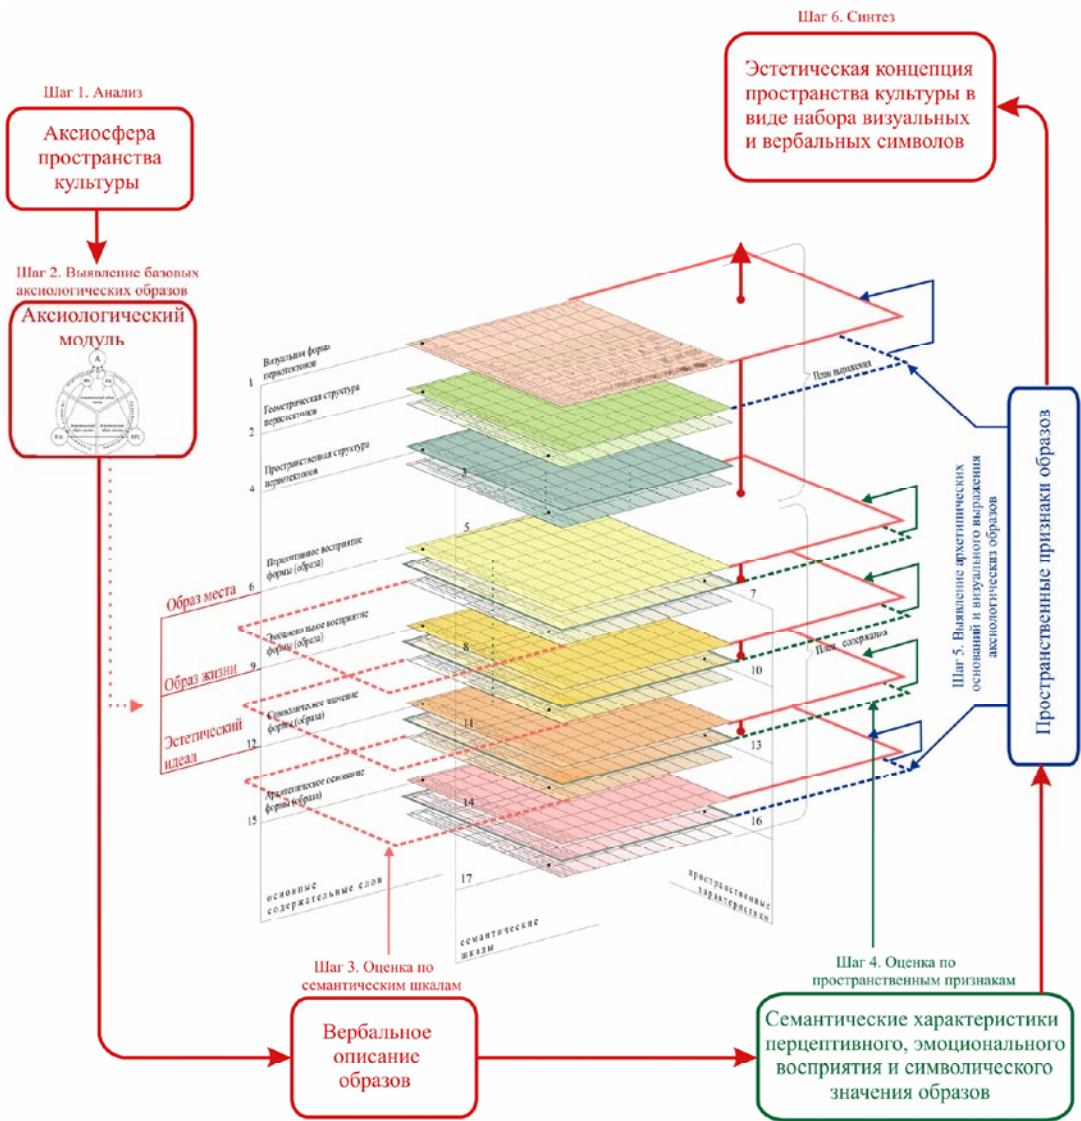 Шаг 6. Синтез
Эстетическая концепция
пространства культуры в
виде набора визуальных
и вербальных символов
Шаг 1. Анализ
Аксиосфера
пространства
культуры
Шаг 2. Выявление базовых
аксиологических образов
Аксиологический
модуль
А
1
Визуальная форма
первотектонов
2
Геометрическая структура
первотектонов
4
Пространственная структура
первотектонов
3
5
6
Перцептивное восприятие
формы (образа)
7
8
9
Эмоциональное восприятие
формы (образа)
10
11
12
Символическое значение
формы (образа)
13
14
15
Архетипическое основание
формы (образа)
16
17
План выражения
План содержания
Образ места
Образ жизни
Эстетический
идеал
основные
содержательные слои
семантические
шкалы
пространственные
характеристики
Шаг 5. Выявление архетипических
оснований и визуального выражения
аксиологических образов
Пространственные признаки образов
Шаг 3. Оценка по
семантическим шкалам
Вербальное
описание
образов
Шаг 4. Оценка по
пространственным признакам
Семантические характеристики
перцептивного, эмоционального
восприятия и символического
значения образов